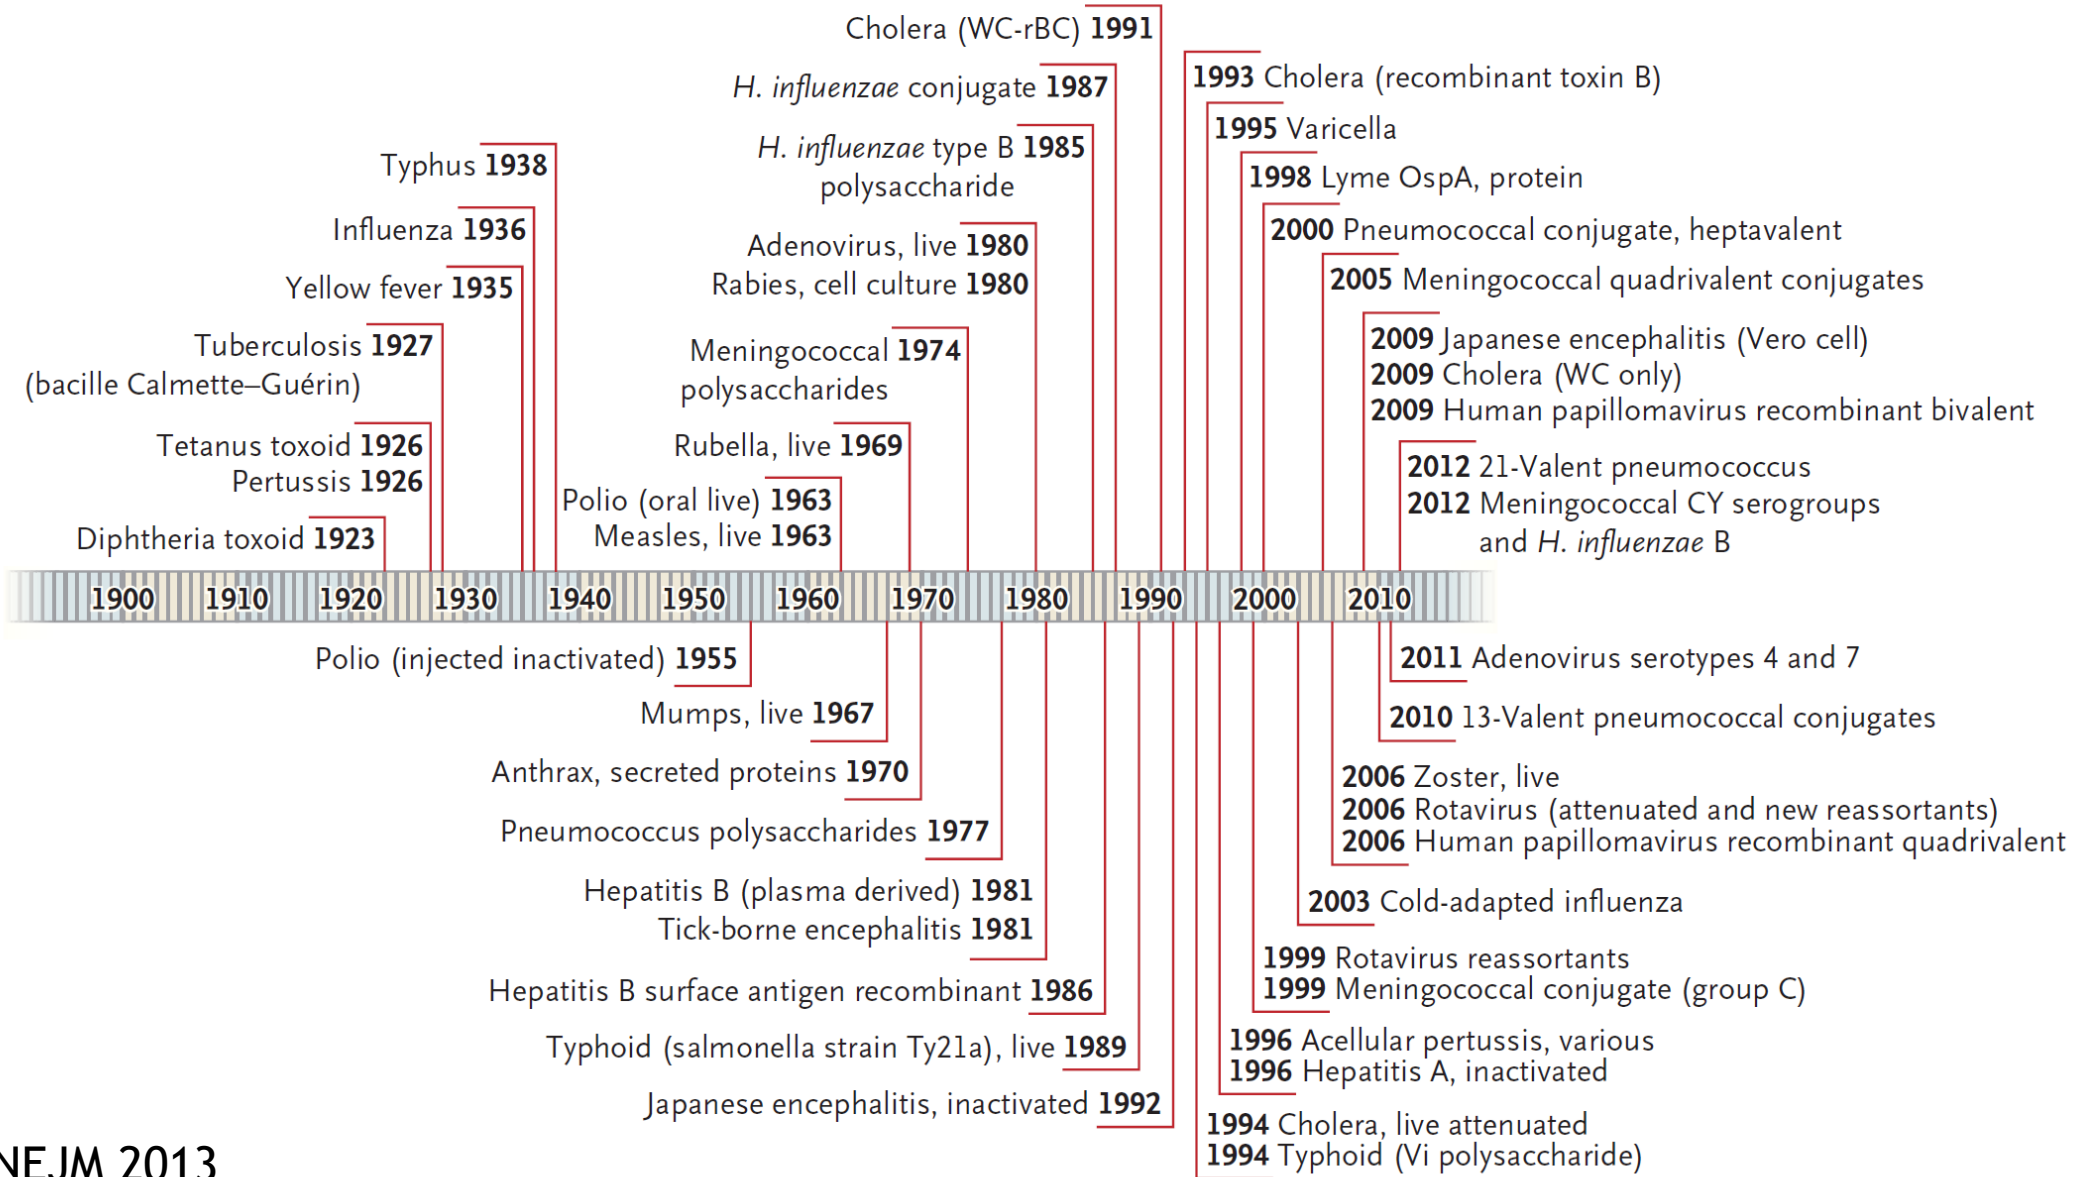 Cholera (WC-rBC) 1991
H. influenzae conjugate 1987
H. influenzae type B 1985
polysaccharide
Adenovirus, live 1980
Rabies, cell culture 1980
Meningococcal 1974
polysaccharides
Rubella, live 1969
Polio (oral live) 1963
Measles, live 1963
Typhus 1938
Influenza 1936
Yellow fever 1935
Tuberculosis 1927
(bacille Calmette–Guérin)
Tetanus toxoid 1926
Pertussis 1926
Diphtheria toxoid 1923
1993 Cholera (recombinant toxin B)
1995 Varicella
1998 Lyme OspA, protein
2000 Pneumococcal conjugate, heptavalent
2005 Meningococcal quadrivalent conjugates
2009 Japanese encephalitis (Vero cell)
2009 Cholera (WC only)
2009 Human papillomavirus recombinant bivalent
2012 21-Valent pneumococcus
2012 Meningococcal CY serogroups
and H. influenzae B
1900 1910 1920 1930 1940 1950 1960 1970 1980 1990 2000 2010
Polio (injected inactivated) 1955
Mumps, live 1967
Anthrax, secreted proteins 1970
Pneumococcus polysaccharides 1977
Hepatitis B (plasma derived) 1981
Tick-borne encephalitis 1981
Hepatitis B surface antigen recombinant 1986
Typhoid (salmonella strain Ty21a), live 1989
Japanese encephalitis, inactivated 1992
2011 Adenovirus serotypes 4 and 7
2010 13-Valent pneumococcal conjugates
2006 Zoster, live
2006 Rotavirus (attenuated and new reassortants)
2006 Human papillomavirus recombinant quadrivalent
2003 Cold-adapted influenza
1999 Rotavirus reassortants
1999 Meningococcal conjugate (group C)
1996 Acellular pertussis, various
1996 Hepatitis A, inactivated
1994 Cholera, live attenuated
1994 Typhoid (Vi polysaccharide)
NEJM 2013